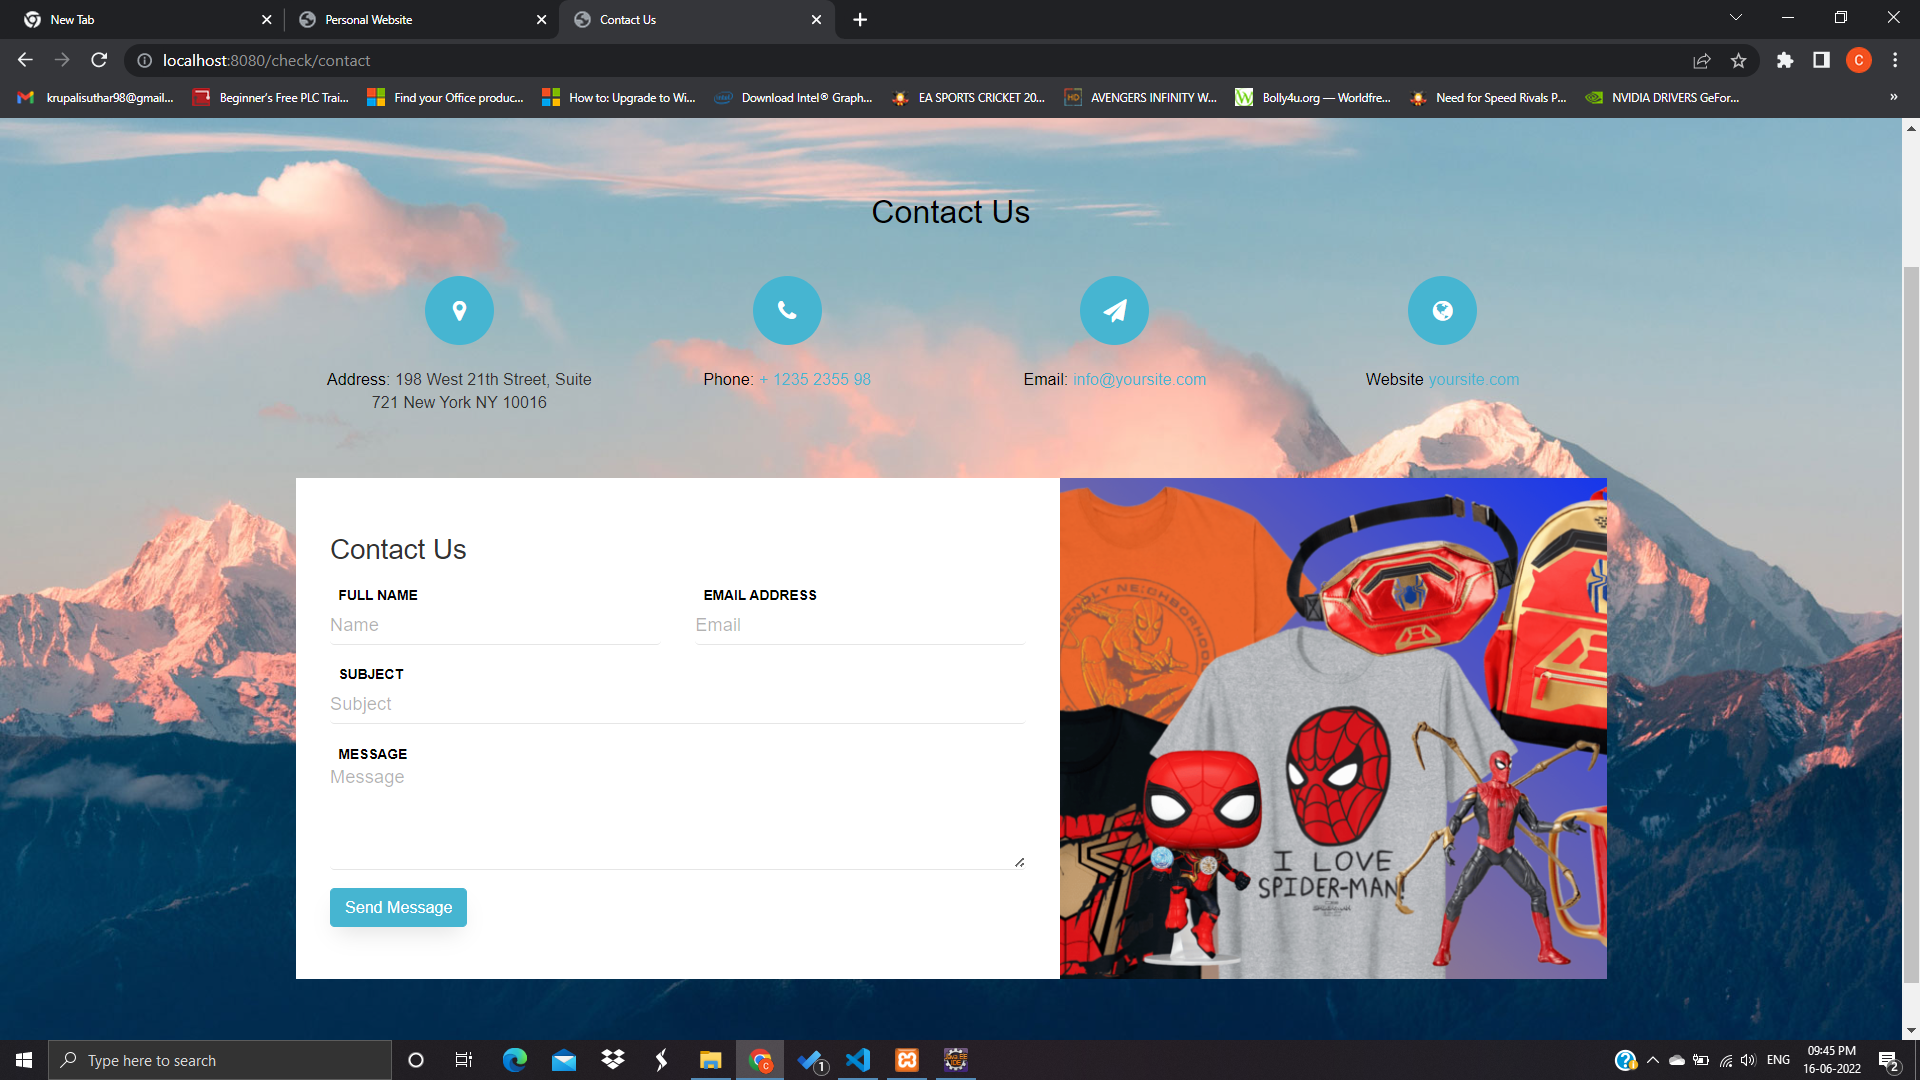 New Tab
Personal Website
Contact Us
localhost:8080/check/contact
C
krupalisuthar98@gmail...
Beginner's Free PLC Trai...
Find your Office produc...
How to: Upgrade to Wi...
Download Intel® Graph...
EA SPORTS CRICKET 20...
AVENGERS INFINITY W...
Bolly4u.org — Worldfre...
Need for Speed Rivals P...
NVIDIA DRIVERS GeFor...
»
Contact Us
Address: 198 West 21th Street, Suite
721 New York NY 10016
Phone: + 1235 2355 98
Email: info@yoursite.com
Website yoursite.com
Contact Us
FULL NAME
Name
EMAIL ADDRESS
Email
SUBJECT
Subject
MESSAGE
Message
Send Message
NEIGHBORHOOD
I LOVE
SPIDER-MAN!
Type here to search
1
ENG
09:45 PM
16-06-2022
2